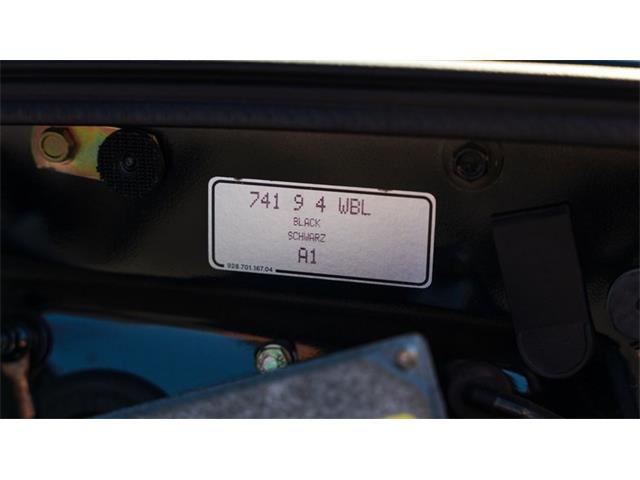 741 9 4 WBL
BLACK
SCHWARZ
A1
928.701.167.04